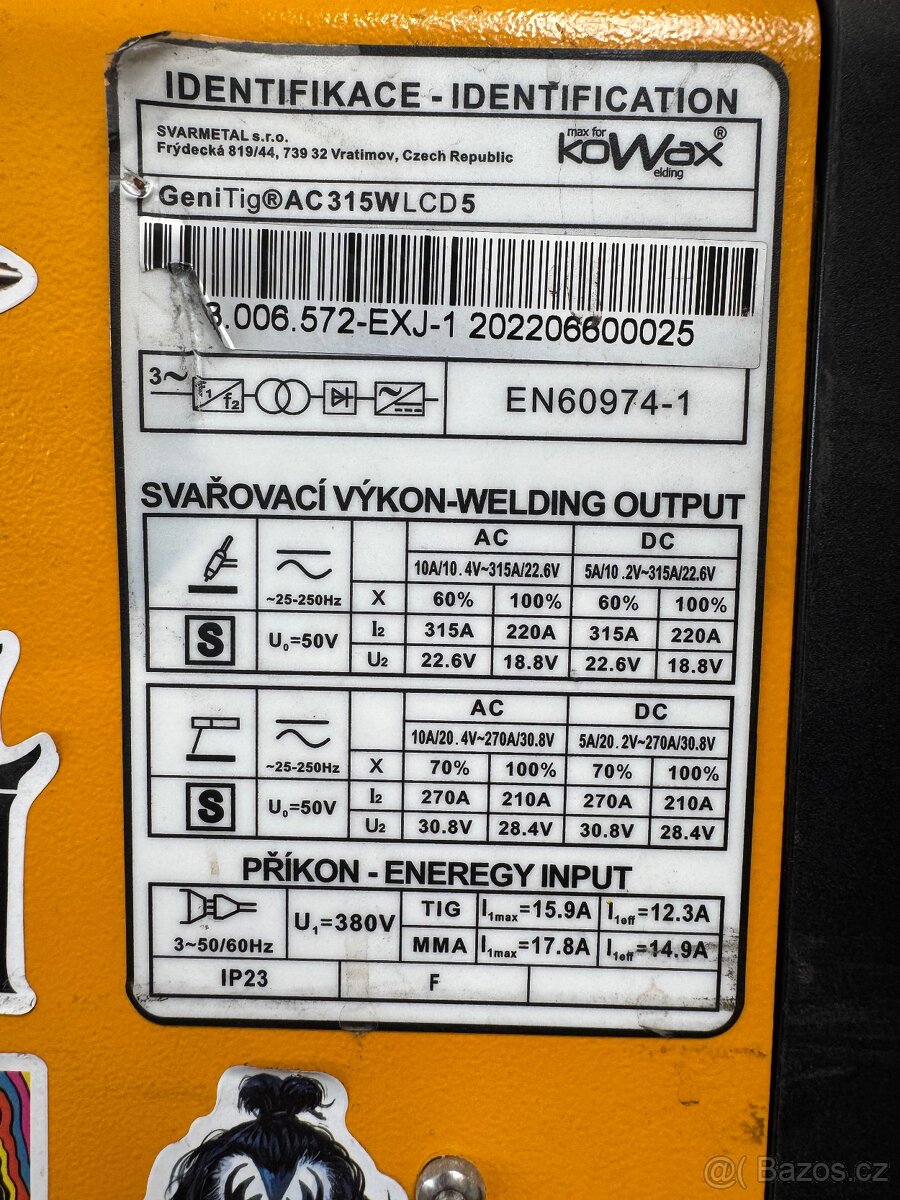 IDENTIFIKACE - IDENTIFICATION
SVARMETAL s.r.o.
Frýdecká 819/44, 739 32 Vratimov, Czech Republic
max for
kowax®
elding
GeniTig®AC315WLCD5
3.006.572-EXJ-1 202206600025
3~ f1 f2 EN60974-1
SVAŘOVACÍ VÝKON-WELDING OUTPUT
AC DC
10A/10.4V~315A/22.6V 5A/10.2V~315A/22.6V
~25-250Hz X 60% 100% 60% 100%
S U₀=50V I2 315A 220A 315A 220A
U2 22.6V 18.8V 22.6V 18.8V
AC DC
10A/20.4V~270A/30.8V 5A/20.2V~270A/30.8V
~25-250Hz X 70% 100% 70% 100%
S U₀=50V I2 270A 210A 270A 210A
U2 30.8V 28.4V 30.8V 28.4V
PŘÍKON - ENEREGY INPUT
3~50/60Hz U₁=380V TIG I1max=15.9A I1eff=12.3A
MMA I1max=17.8A I1eff=14.9A
IP23 F
@ Bazos.cz